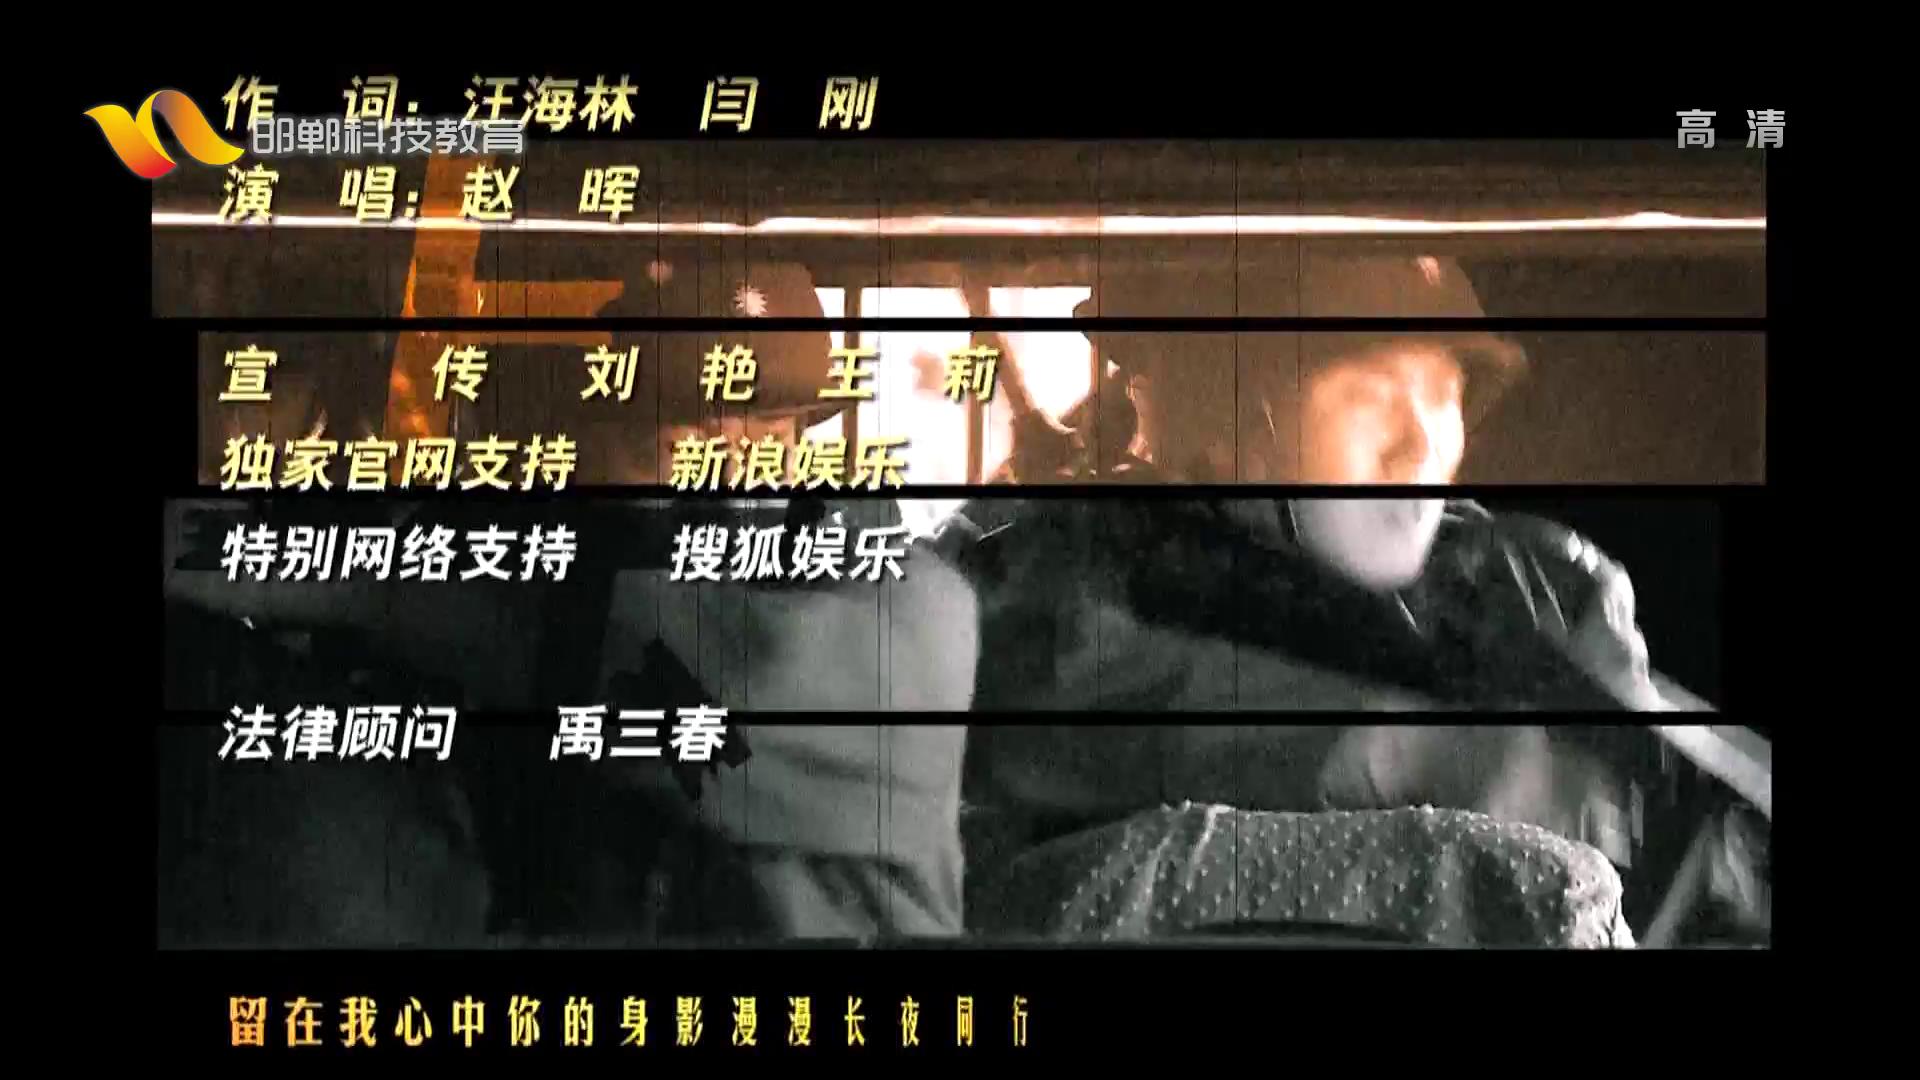 作 词：汪海林 闫 刚
邯郸科技教育
高 清
演 唱：赵 晖
宣 传 刘 艳 王 莉
独家官网支持 新浪娱乐
特别网络支持 搜狐娱乐
法律顾问 禹三春
留在我心中你的身影漫漫长夜同行